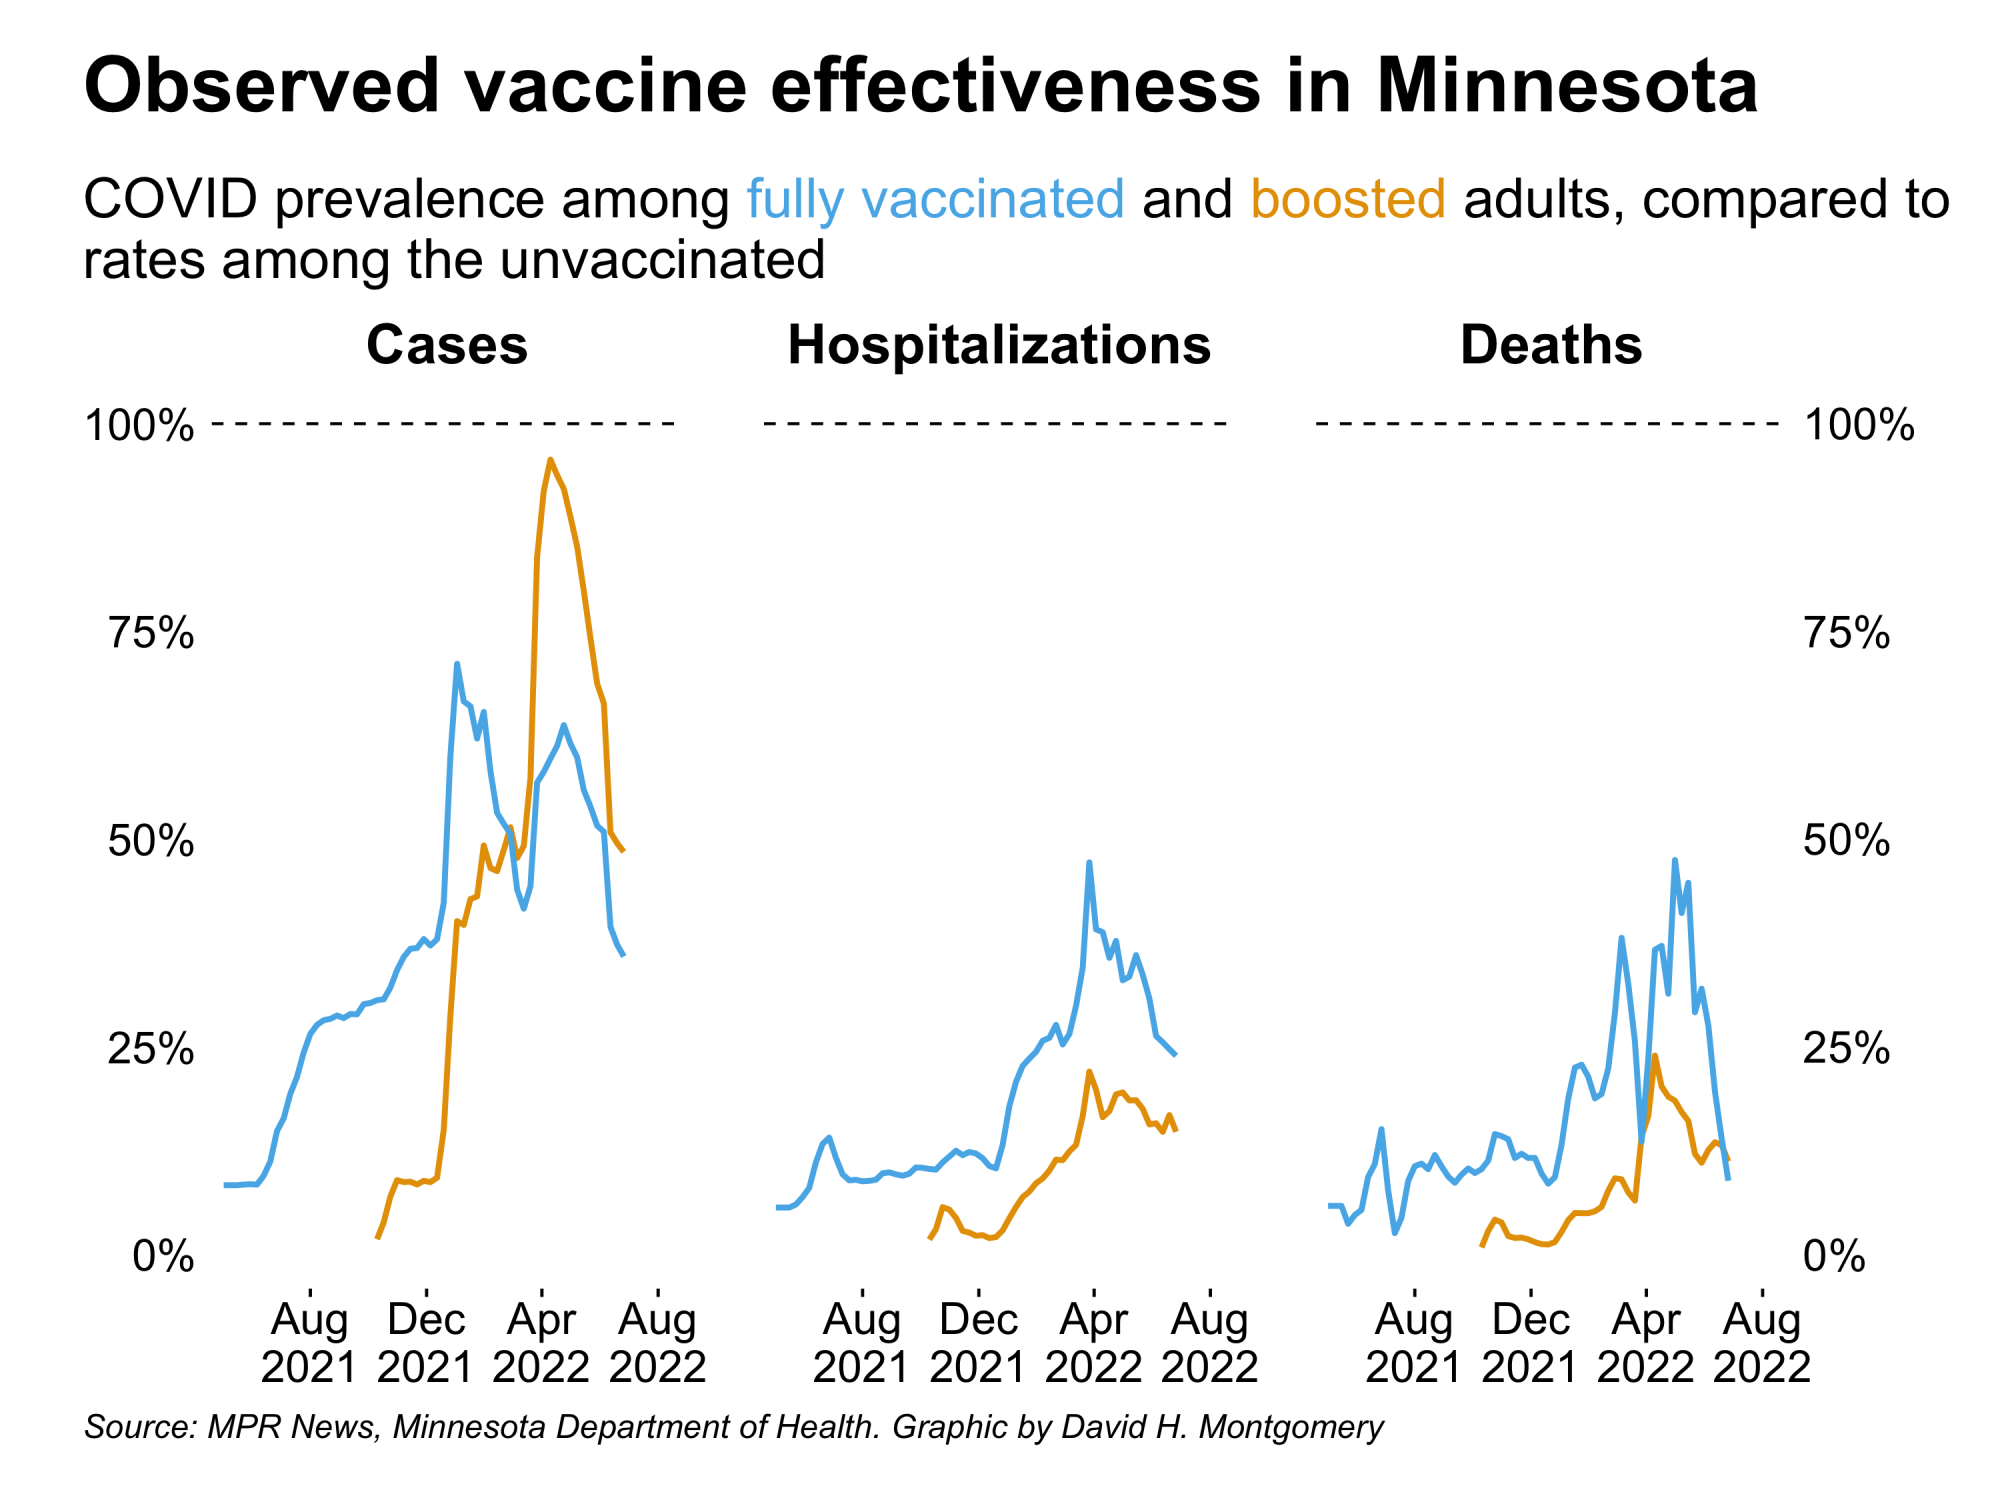 Observed vaccine effectiveness in Minnesota
COVID prevalence among fully vaccinated and boosted adults, compared to
rates among the unvaccinated
Cases
Hospitalizations
Deaths
100%
75%
50%
25%
0%
100%
75%
50%
25%
0%
Aug Dec Apr Aug
2021 2021 2022 2022
Aug Dec Apr Aug
2021 2021 2022 2022
Aug Dec Apr Aug
2021 2021 2022 2022
Source: MPR News, Minnesota Department of Health. Graphic by David H. Montgomery